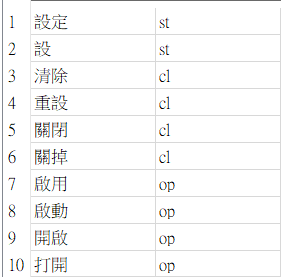 1 設定 st
2 設 st
3 清除 cl
4 重設 cl
5 關閉 cl
6 關掉 cl
7 啟用 op
8 啟動 op
9 開啟 op
10 打開 op